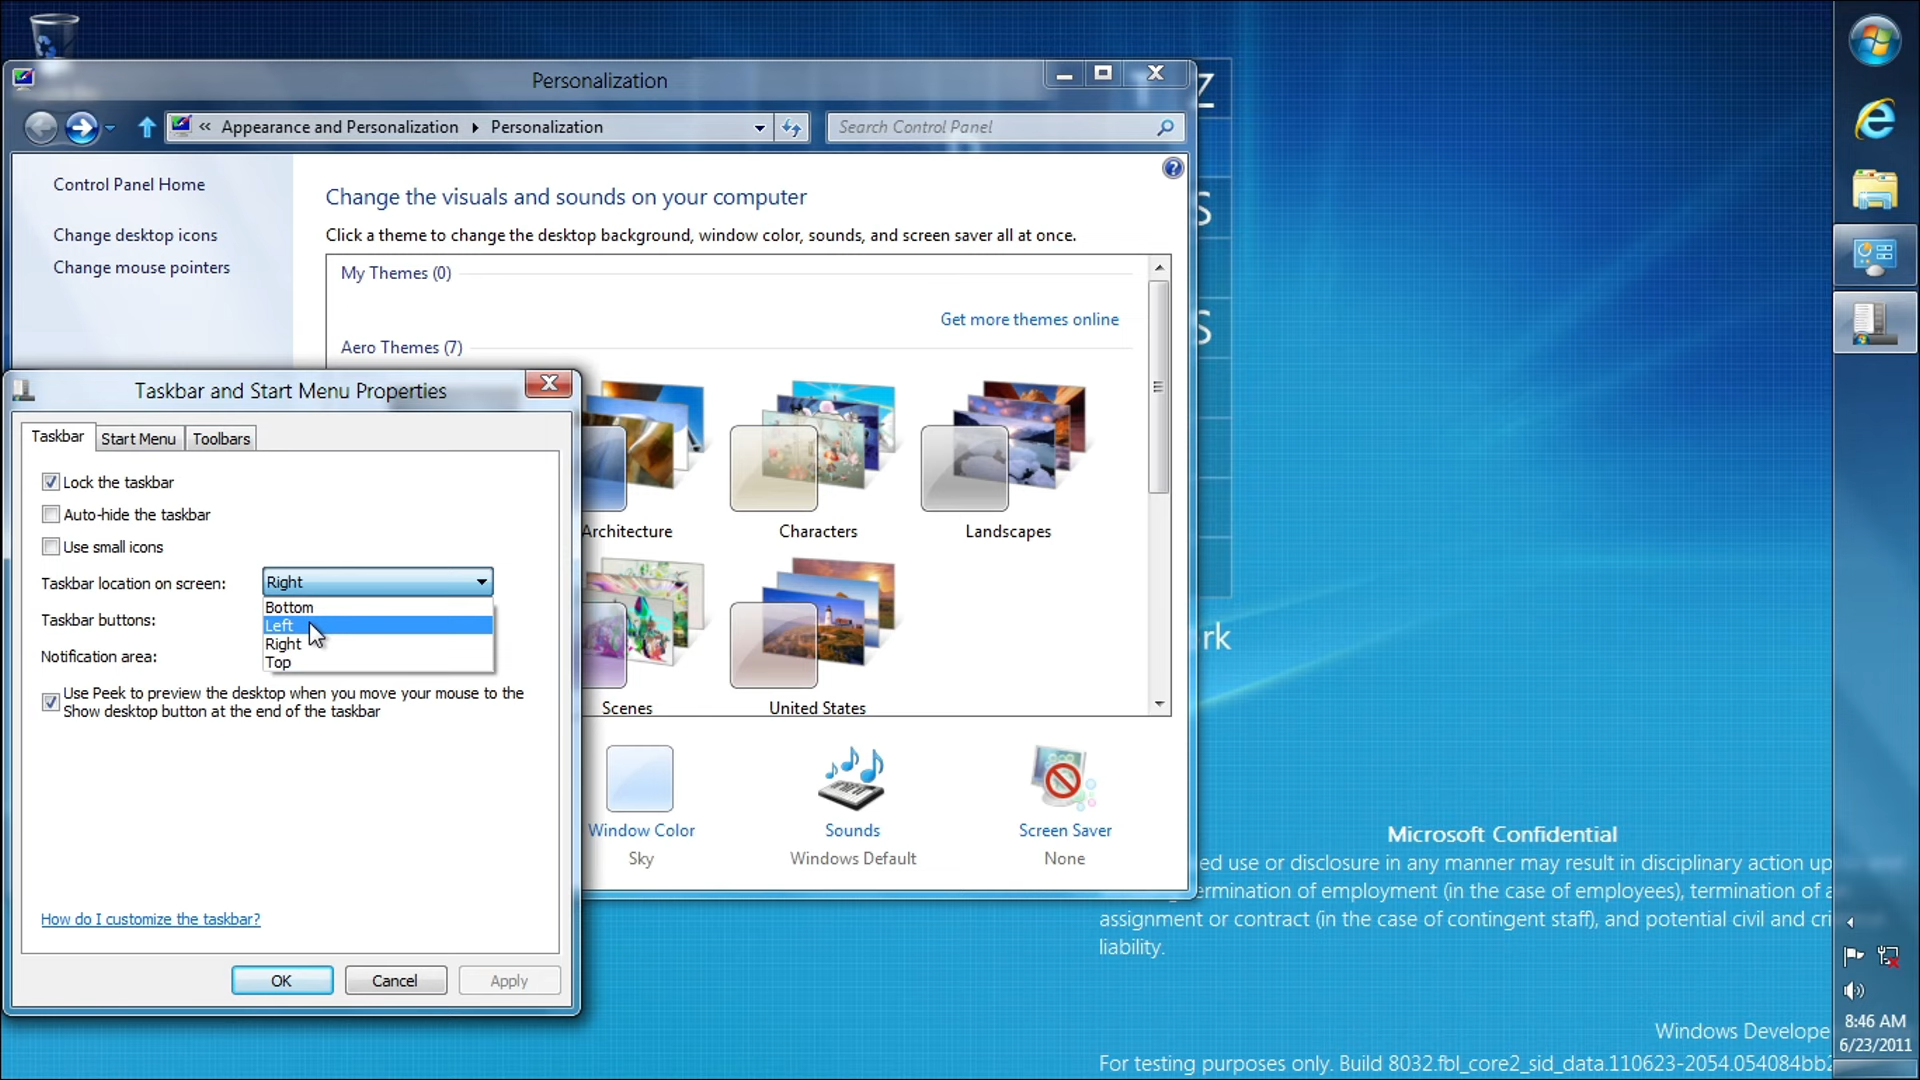 Personalization
Appearance and Personalization
Personalization
Search Control Panel
Control Panel Home
Change desktop icons
Change mouse pointers
Change the visuals and sounds on your computer
Click a theme to change the desktop background, window color, sounds, and screen saver all at once.
My Themes (0)
Get more themes online
Aero Themes (7)
Architecture
Characters
Landscapes
Scenes
United States
Window Color
Sky
Sounds
Windows Default
Screen Saver
None
Taskbar and Start Menu Properties
Taskbar
Start Menu
Toolbars
Lock the taskbar
Auto-hide the taskbar
Use small icons
Taskbar location on screen:
Right
Bottom
Left
Right
Top
Taskbar buttons:
Notification area:
Use Peek to preview the desktop when you move your mouse to the
Show desktop button at the end of the taskbar
How do I customize the taskbar?
OK
Cancel
Apply
Z
S
S
rk
Microsoft Confidential
ed use or disclosure in any manner may result in disciplinary action up
ermination of employment (in the case of employees), termination of a
assignment or contract (in the case of contingent staff), and potential civil and cri
liability.
Windows Develope
For testing purposes only. Build 8032.fbl_core2_sid_data.110623-2054.054084bb2
8:46 AM
6/23/2011